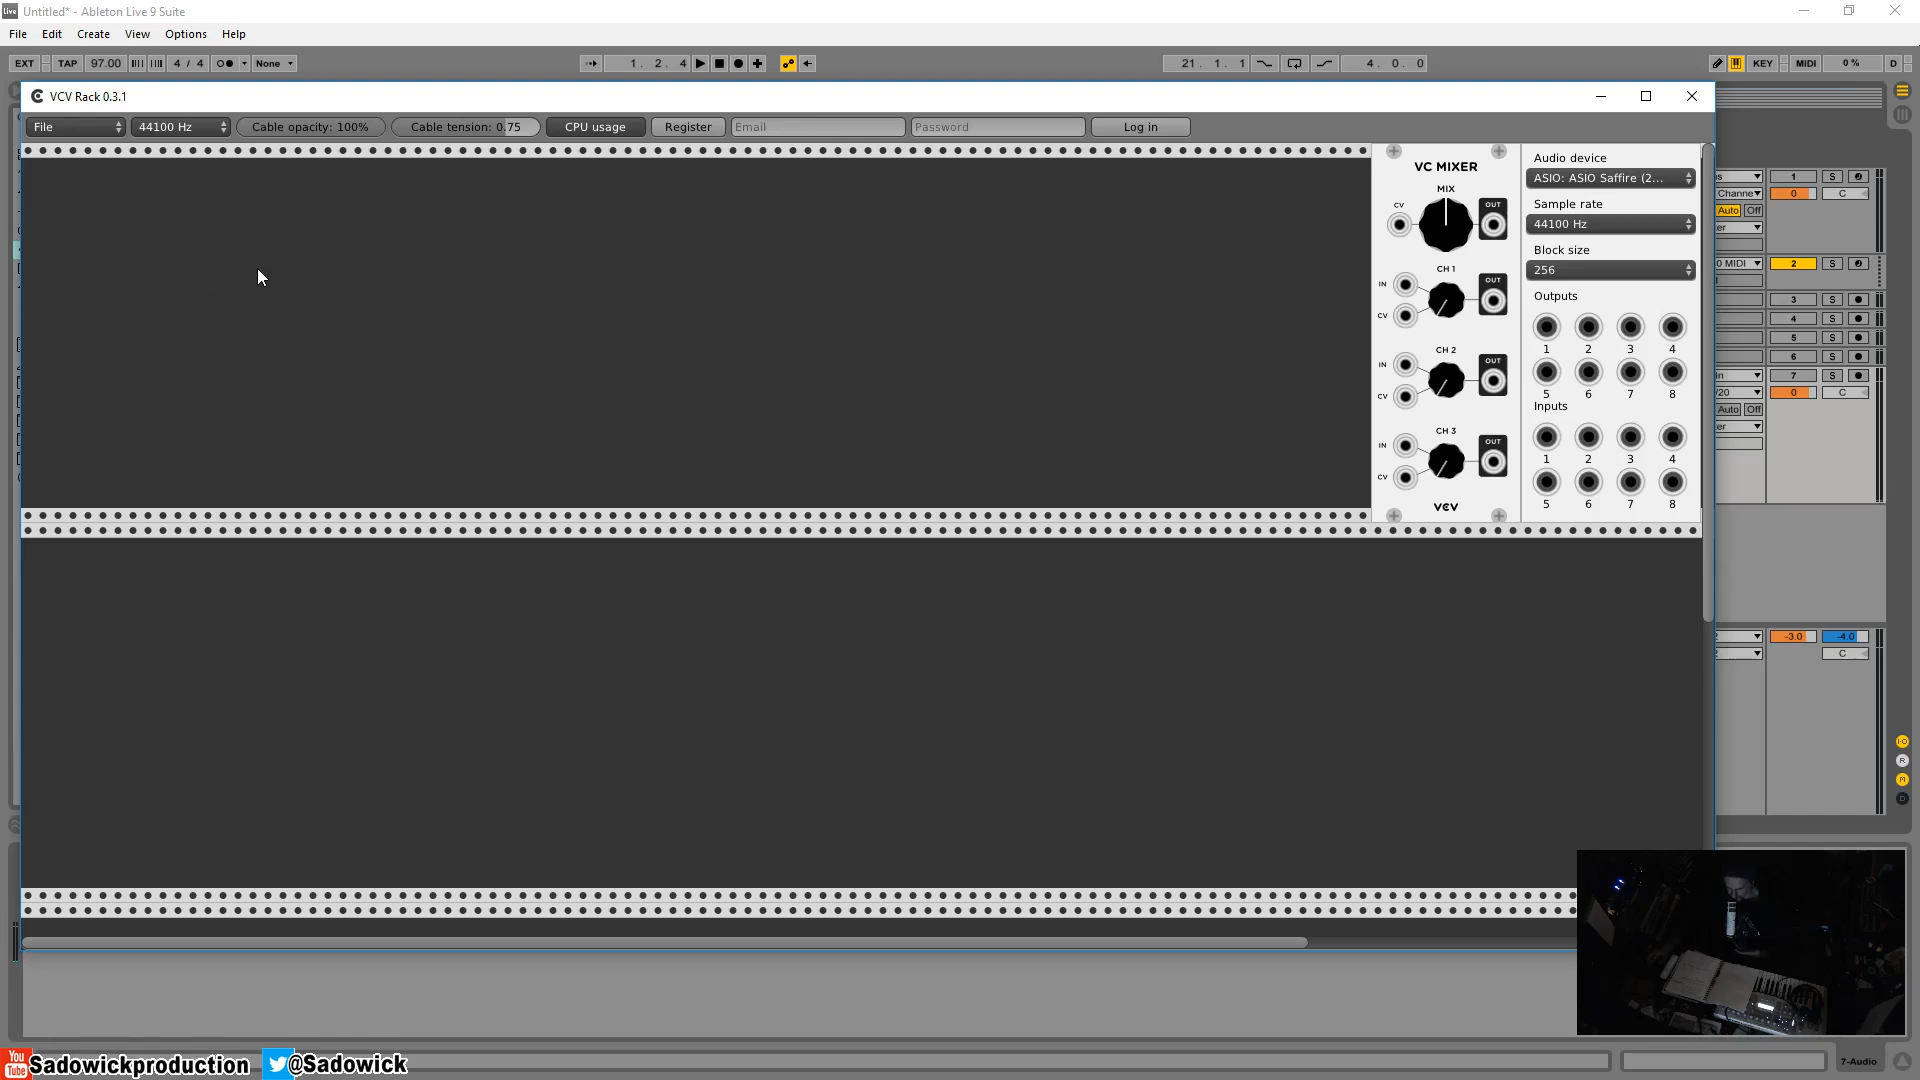 Untitled* - Ableton Live 9 Suite
File Edit Create View Options Help
EXT TAP 97.00 4 / 4 None 1. 2. 4 21. 1. 1 4. 0. 0 KEY MIDI 0 % D
VCV Rack 0.3.1
File 44100 Hz Cable opacity: 100% Cable tension: 0.75 CPU usage Register Email Password Log in
VC MIXER
MIX
CV OUT
CH 1
IN OUT
CV
CH 2
IN OUT
CV
CH 3
IN OUT
CV
VCV
Audio device
ASIO: ASIO Saffire (2...
Sample rate
44100 Hz
Block size
256
Outputs
1 2 3 4
5 6 7 8
Inputs
1 2 3 4
5 6 7 8
1 S
Channe 0 C
Auto Off
0 MIDI 2 S
3 S
4 S
5 S
6 S
7 S
/20 0 C
Auto Off
-3.0 -4.0
C
R
M
D
7-Audio
You Tube Sadowickproduction @Sadowick